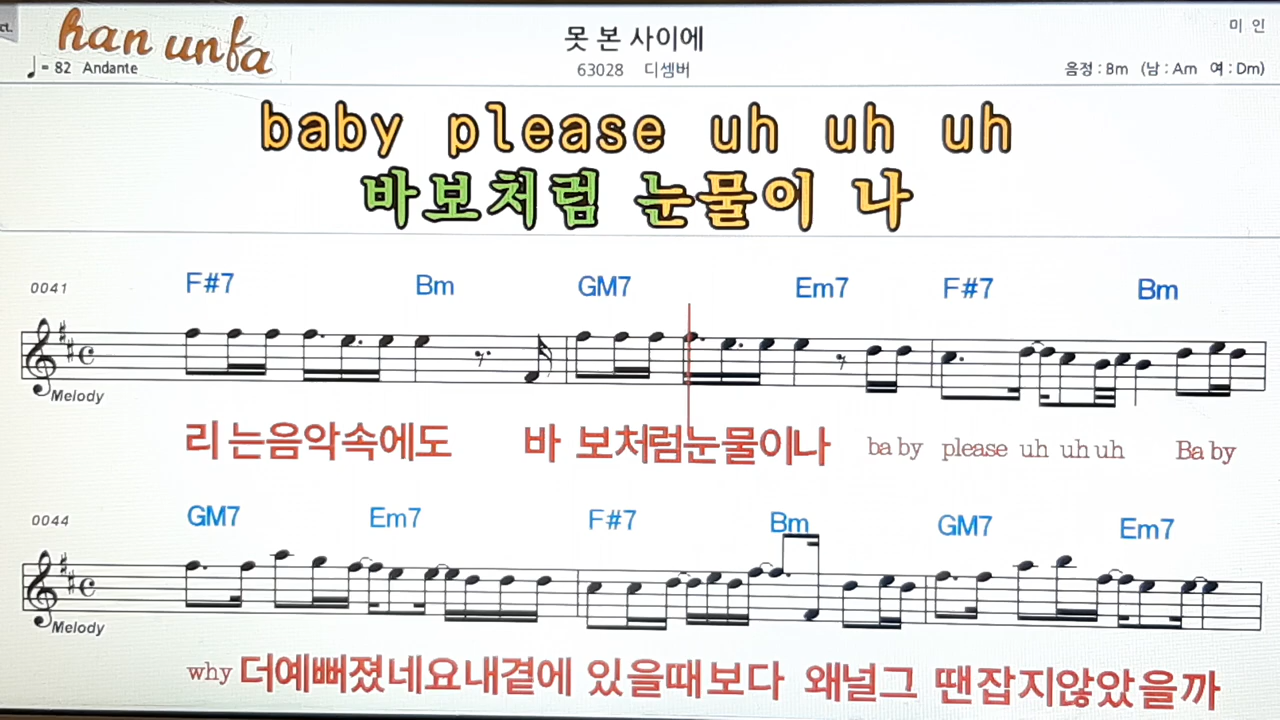 ct.
han unfa
♩= 82 Andante
못 본 사이에
63028 디셈버
미 인
음정 : Bm (남 : Am 여 : Dm)
baby please uh uh uh
바보처럼 눈물이 나
0041 F#7 Bm GM7 Em7 F#7 Bm
Melody
리 는음악속에도 바 보처럼눈물이나 ba by please uh uh uh Ba by
0044 GM7 Em7 F#7 Bm GM7 Em7
Melody
why 더예뻐졌네요내곁에 있을때보다 왜널그 땐잡지않았을까